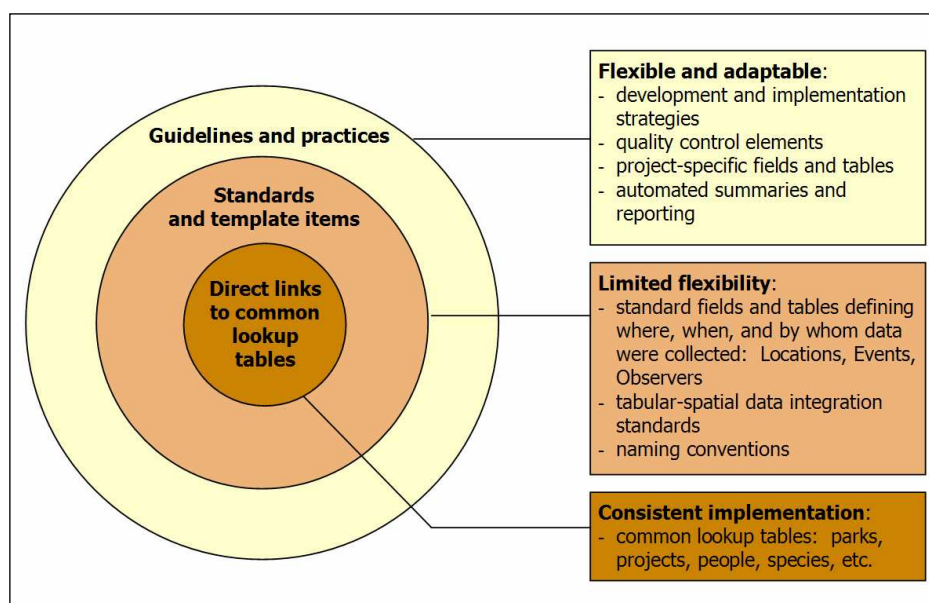 Guidelines and practices
Standards
and template items
Direct links
to common
lookup
tables
Flexible and adaptable:
- development and implementation
strategies
- quality control elements
- project-specific fields and tables
- automated summaries and
reporting
Limited flexibility:
- standard fields and tables defining
where, when, and by whom data
were collected:  Locations, Events,
Observers
- tabular-spatial data integration
standards
- naming conventions
Consistent implementation:
- common lookup tables:  parks,
projects, people, species, etc.